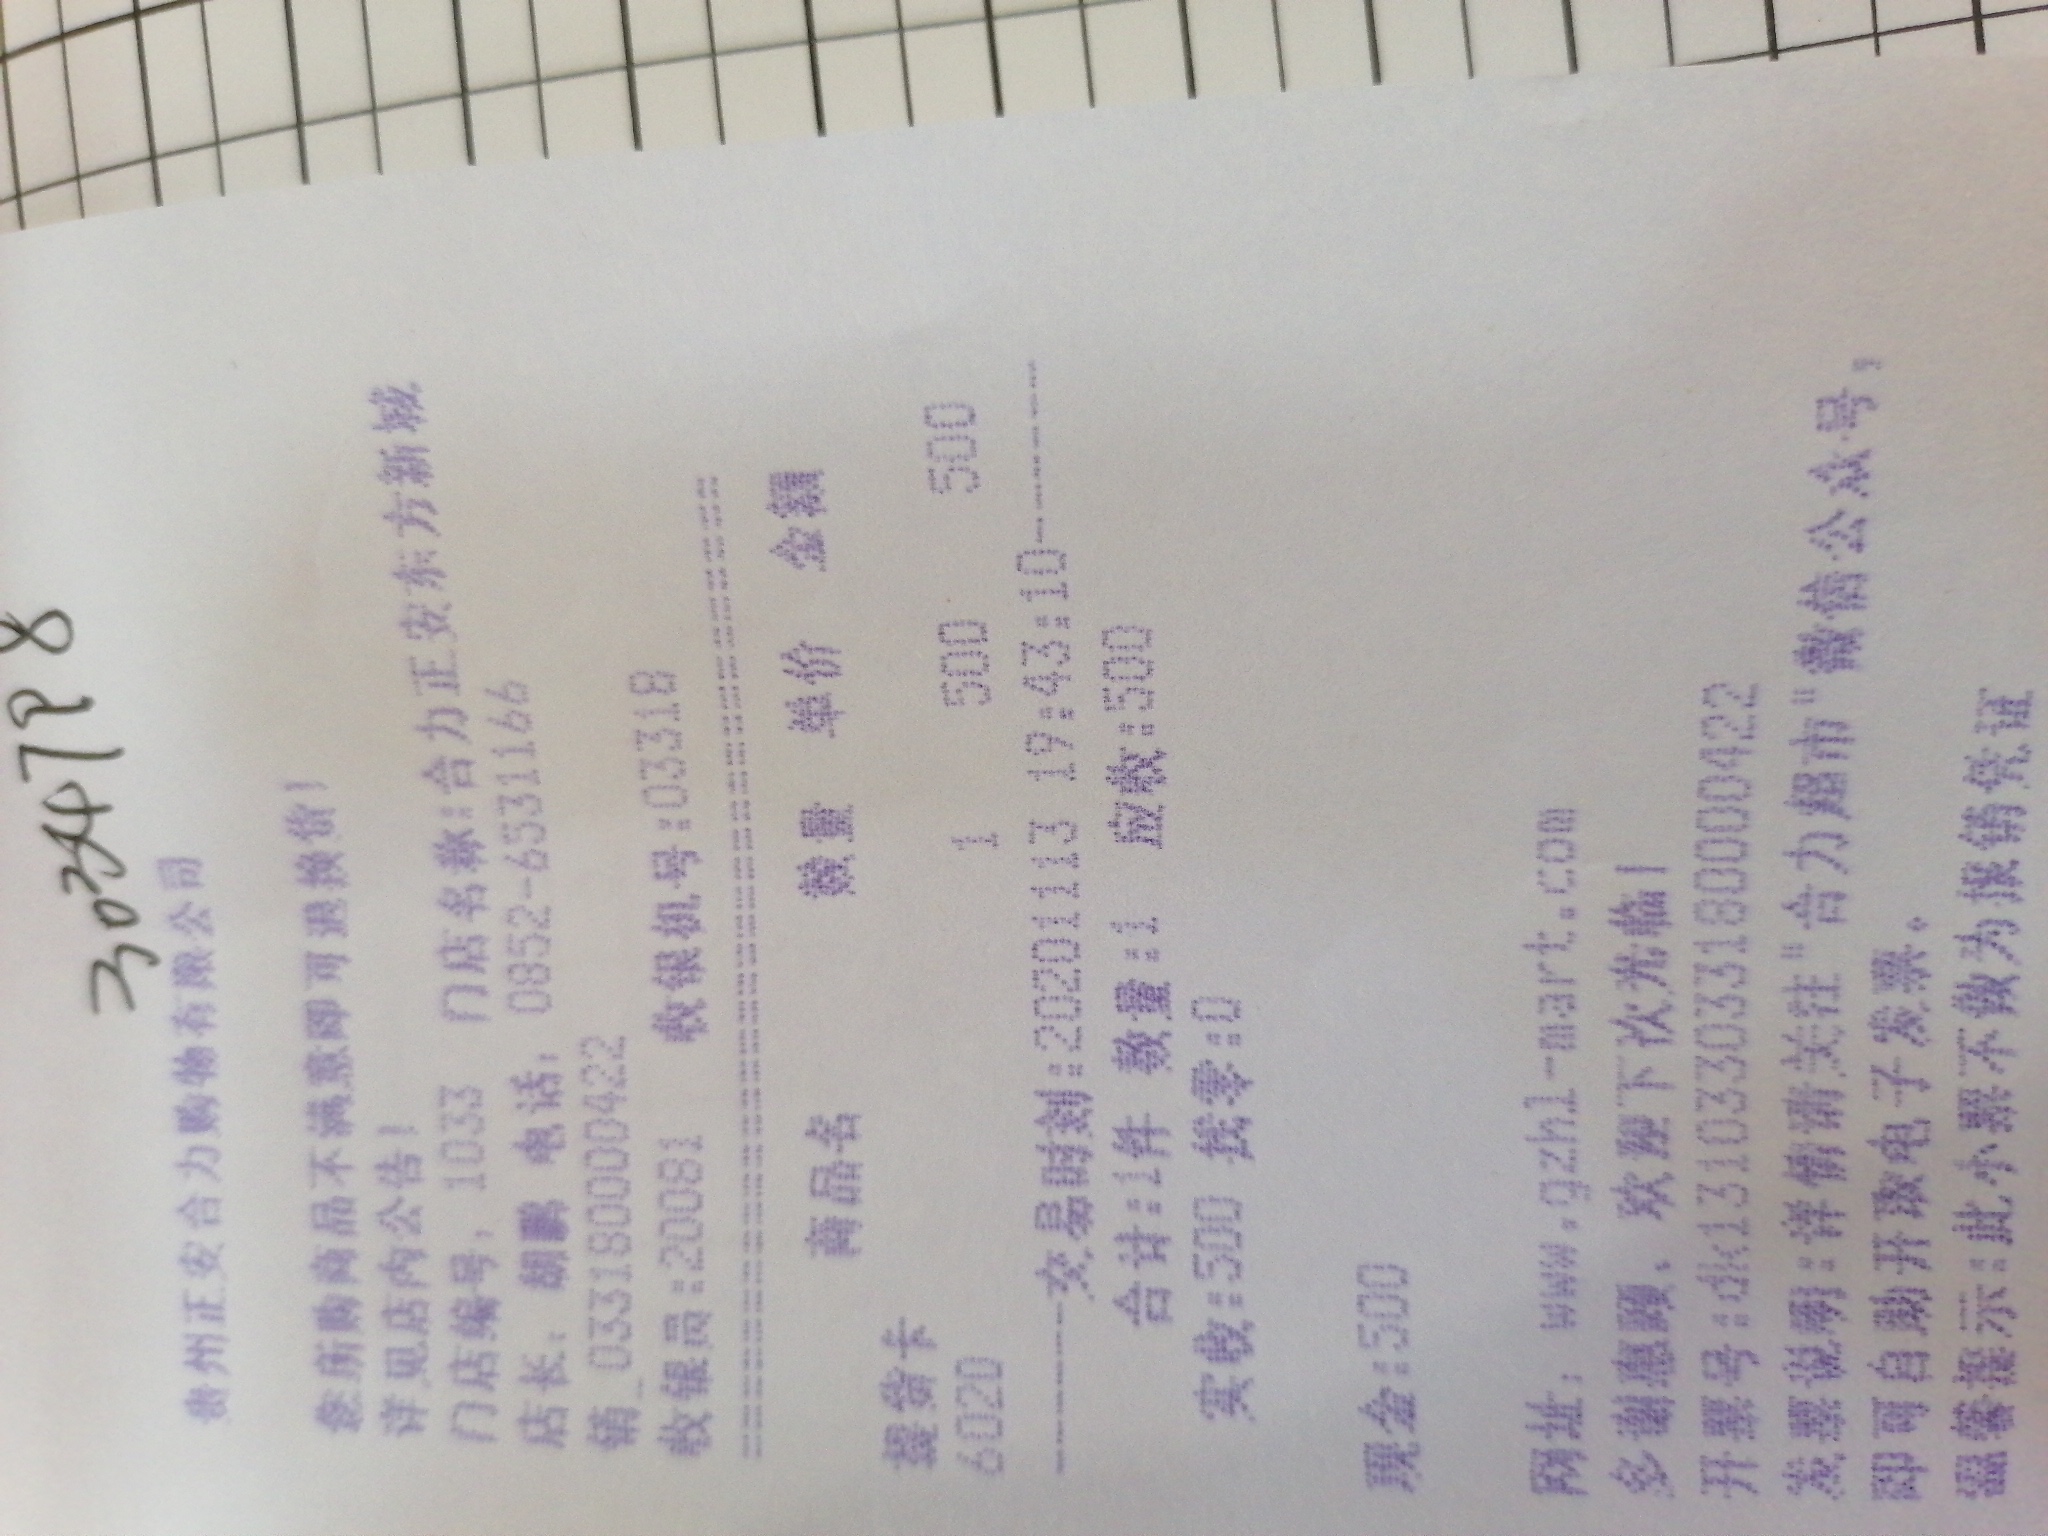 3034778
贵州正安合力购物有限公司
您所购商品不满意即可退换货!
详见店内公告!
门店编号: 1033 门店名称:合力正安东方新城
店长: 胡鹏 电话: 0852-6531166
销_03318000422
收银员:20081 收银机号:03318
商品名 数量 单价 金额
提货卡
6020 1 500 500
-------交易时刻:20201113 19:43:10-------
合计:1件 数量:1 应收:500
实收:500 找零:0
现金:500
网址: www.gzhl-mart.com
多谢惠顾、欢迎下次光临!
开票号:dk131033033180000422
发票说明:详情请关注"合力超市"微信公众号,
即可自助开取电子发票。
温馨提示:此小票不做为报销凭证